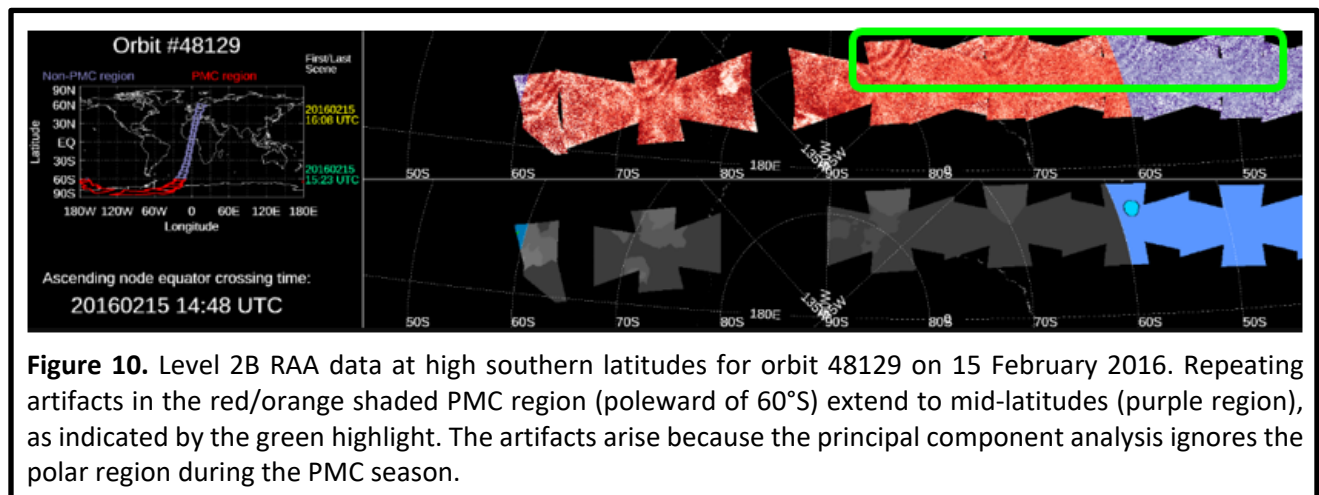 Orbit #48129
First/Last
Scene
Non-PMC region
PMC region
90N
60N
30N
EQ
30S
60S
90S
Latitude
20160215
16:08 UTC
20160215
15:23 UTC
180W 120W 60W 0 60E 120E 180E
Longitude
Ascending node equator crossing time:
20160215 14:48 UTC
50S 60S 70S 80S 180E 90S 80S 70S 60S 50S
135W
50S 60S 70S 80S 180E 90S 80S 70S 60S 50S
135W
Figure 10. Level 2B RAA data at high southern latitudes for orbit 48129 on 15 February 2016. Repeating
artifacts in the red/orange shaded PMC region (poleward of 60°S) extend to mid-latitudes (purple region),
as indicated by the green highlight. The artifacts arise because the principal component analysis ignores the
polar region during the PMC season.